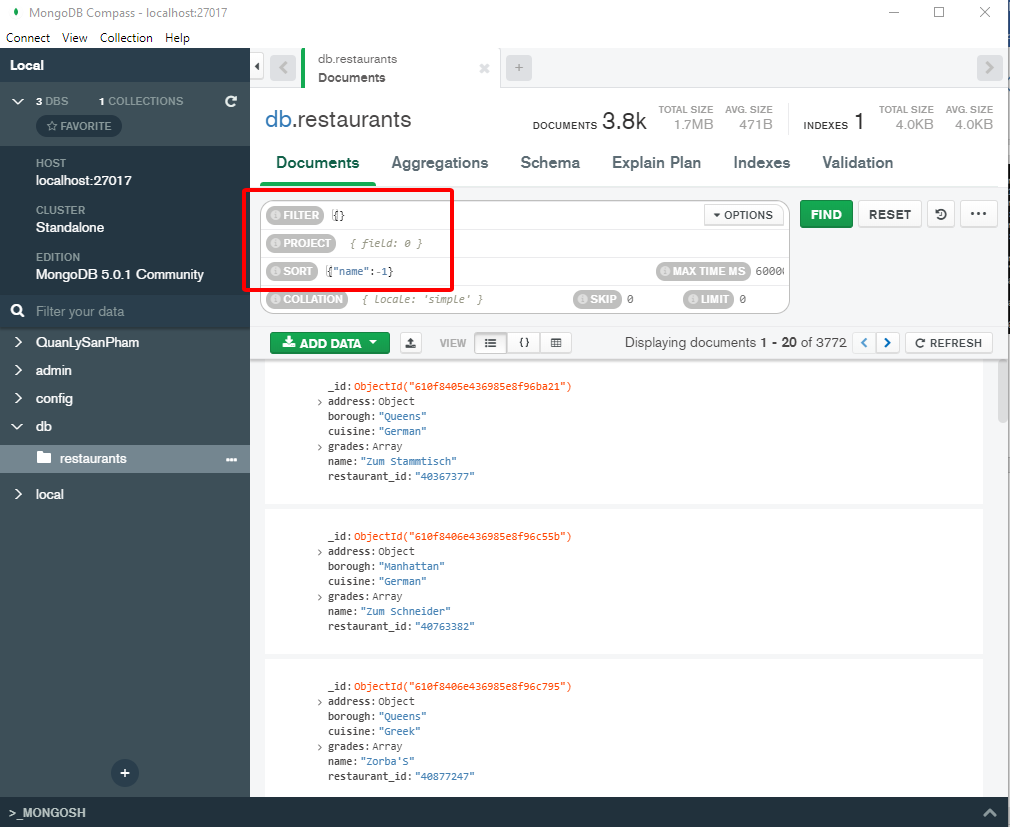 MongoDB Compass - localhost:27017
Connect View Collection Help
Local
3 DBS 1 COLLECTIONS
FAVORITE
HOST
localhost:27017
CLUSTER
Standalone
EDITION
MongoDB 5.0.1 Community
Filter your data
QuanLySanPham
admin
config
db
restaurants
local
>_MONGOSH
db.restaurants
Documents
db.restaurants
DOCUMENTS 3.8k TOTAL SIZE 1.7MB AVG. SIZE 471B INDEXES 1 TOTAL SIZE 4.0KB AVG. SIZE 4.0KB
Documents Aggregations Schema Explain Plan Indexes Validation
FILTER {} OPTIONS FIND RESET
PROJECT { field: 0 }
SORT {"name":-1} MAX TIME MS 60000
COLLATION { locale: 'simple' } SKIP 0 LIMIT 0
ADD DATA VIEW {} Displaying documents 1 - 20 of 3772 REFRESH
_id:ObjectId("610f8405e436985e8f96ba21")
address:Object
borough:"Queens"
cuisine:"German"
grades:Array
name:"Zum Stammtisch"
restaurant_id:"40367377"
_id:ObjectId("610f8406e436985e8f96c55b")
address:Object
borough:"Manhattan"
cuisine:"German"
grades:Array
name:"Zum Schneider"
restaurant_id:"40763382"
_id:ObjectId("610f8406e436985e8f96c795")
address:Object
borough:"Queens"
cuisine:"Greek"
grades:Array
name:"Zorba'S"
restaurant_id:"40877247"